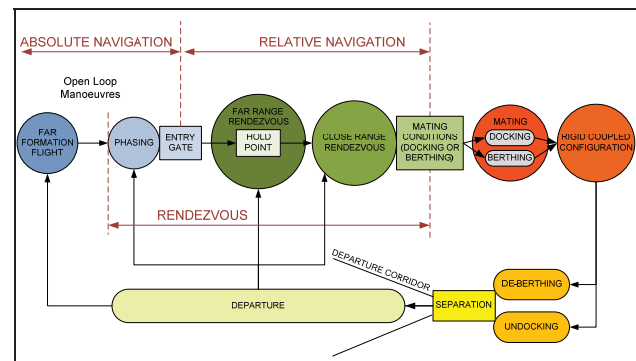 ABSOLUTE NAVIGATION
RELATIVE NAVIGATION
Open Loop
Manoeuvres
FAR
FORMATION
FLIGHT
PHASING
ENTRY
GATE
FAR RANGE
RENDEZVOUS
HOLD
POINT
CLOSE RANGE
RENDEZVOUS
MATING
CONDITIONS
(DOCKING OR
BERTHING)
MATING
DOCKING
BERTHING
RIGID COUPLED
CONFIGURATION
RENDEZVOUS
DEPARTURE CORRIDOR
DEPARTURE
SEPARATION
DE-BERTHING
UNDOCKING